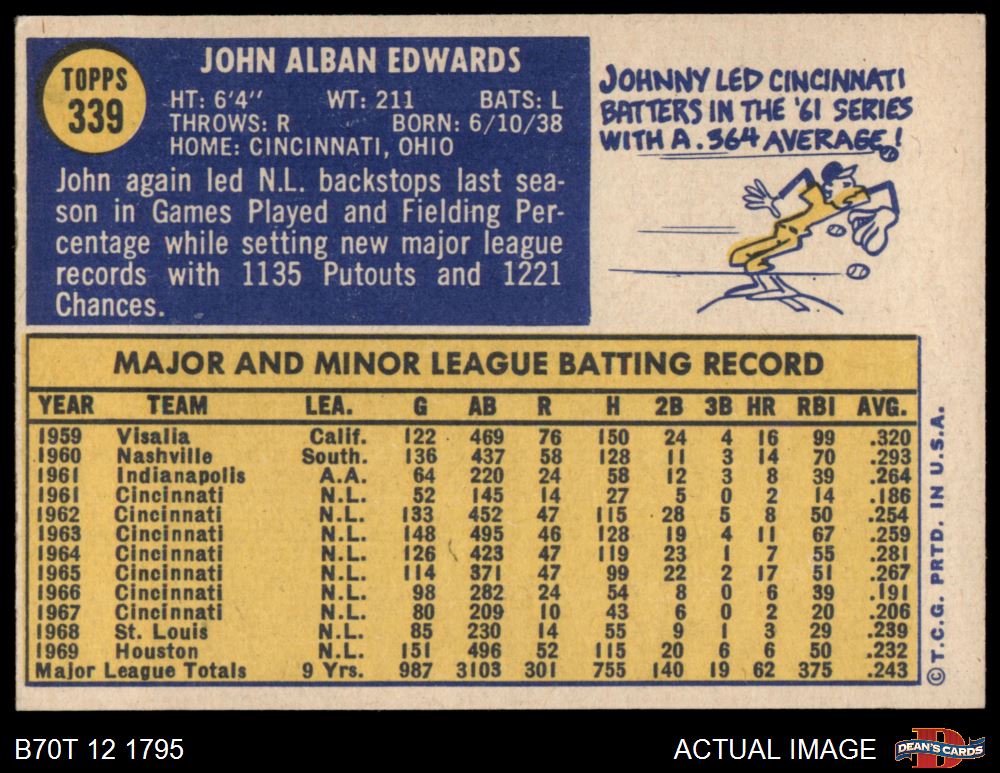 TOPPS
339
JOHN ALBAN EDWARDS
HT: 6'4" WT: 211 BATS: L
THROWS: R BORN: 6/10/38
HOME: CINCINNATI, OHIO
John again led N.L. backstops last sea-
son in Games Played and Fielding Per-
centage while setting new major league
records with 1135 Putouts and 1221
Chances.
JOHNNY LED CINCINNATI
BATTERS IN THE '61 SERIES
WITH A .364 AVERAGE!
MAJOR AND MINOR LEAGUE BATTING RECORD
YEAR TEAM LEA. G AB R H 2B 3B HR RBI AVG.
1959 Visalia Calif. 122 469 76 150 24 4 16 99 .320
1960 Nashville South. 136 437 58 128 11 3 14 70 .293
1961 Indianapolis A.A. 64 220 24 58 12 3 8 39 .264
1961 Cincinnati N.L. 52 145 14 27 5 0 2 14 .186
1962 Cincinnati N.L. 133 452 47 115 28 5 8 50 .254
1963 Cincinnati N.L. 148 495 46 128 19 4 11 67 .259
1964 Cincinnati N.L. 126 423 47 119 23 1 7 55 .281
1965 Cincinnati N.L. 114 371 47 99 22 2 17 51 .267
1966 Cincinnati N.L. 98 282 24 54 8 0 6 39 .191
1967 Cincinnati N.L. 80 209 10 43 6 0 2 20 .206
1968 St. Louis N.L. 85 230 14 55 9 1 3 29 .239
1969 Houston N.L. 151 496 52 115 20 6 6 50 .232
Major League Totals 9 Yrs. 987 3103 301 755 140 19 62 375 .243
©T.C.G. PRTD. IN U.S.A.
B70T 12 1795
ACTUAL IMAGE
DEAN'S CARDS